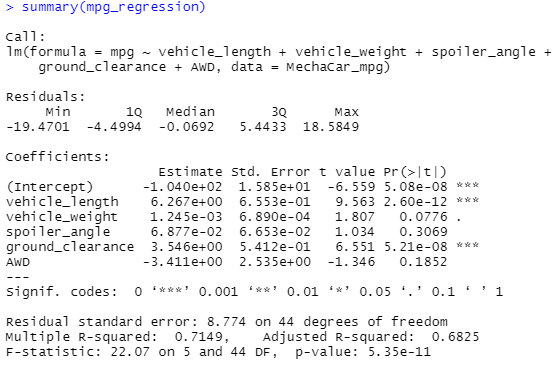 > summary(mpg_regression)
Call:
lm(formula = mpg ~ vehicle_length + vehicle_weight + spoiler_angle +
    ground_clearance + AWD, data = MechaCar_mpg)
Residuals:
     Min       1Q   Median       3Q      Max
-19.4701  -4.4994  -0.0692   5.4433  18.5849
Coefficients:
                   Estimate Std. Error t value Pr(>|t|)
(Intercept)      -1.040e+02  1.585e+01  -6.559 5.08e-08 ***
vehicle_length    6.267e+00  6.553e-01   9.563 2.60e-12 ***
vehicle_weight    1.245e-03  6.890e-04   1.807   0.0776 .
spoiler_angle     6.877e-02  6.653e-02   1.034   0.3069
ground_clearance  3.546e+00  5.412e-01   6.551 5.21e-08 ***
AWD              -3.411e+00  2.535e+00  -1.346   0.1852
---
Signif. codes:  0 ‘***’ 0.001 ‘**’ 0.01 ‘*’ 0.05 ‘.’ 0.1 ‘ ’ 1
Residual standard error: 8.774 on 44 degrees of freedom
Multiple R-squared:  0.7149,    Adjusted R-squared:  0.6825
F-statistic: 22.07 on 5 and 44 DF,  p-value: 5.35e-11